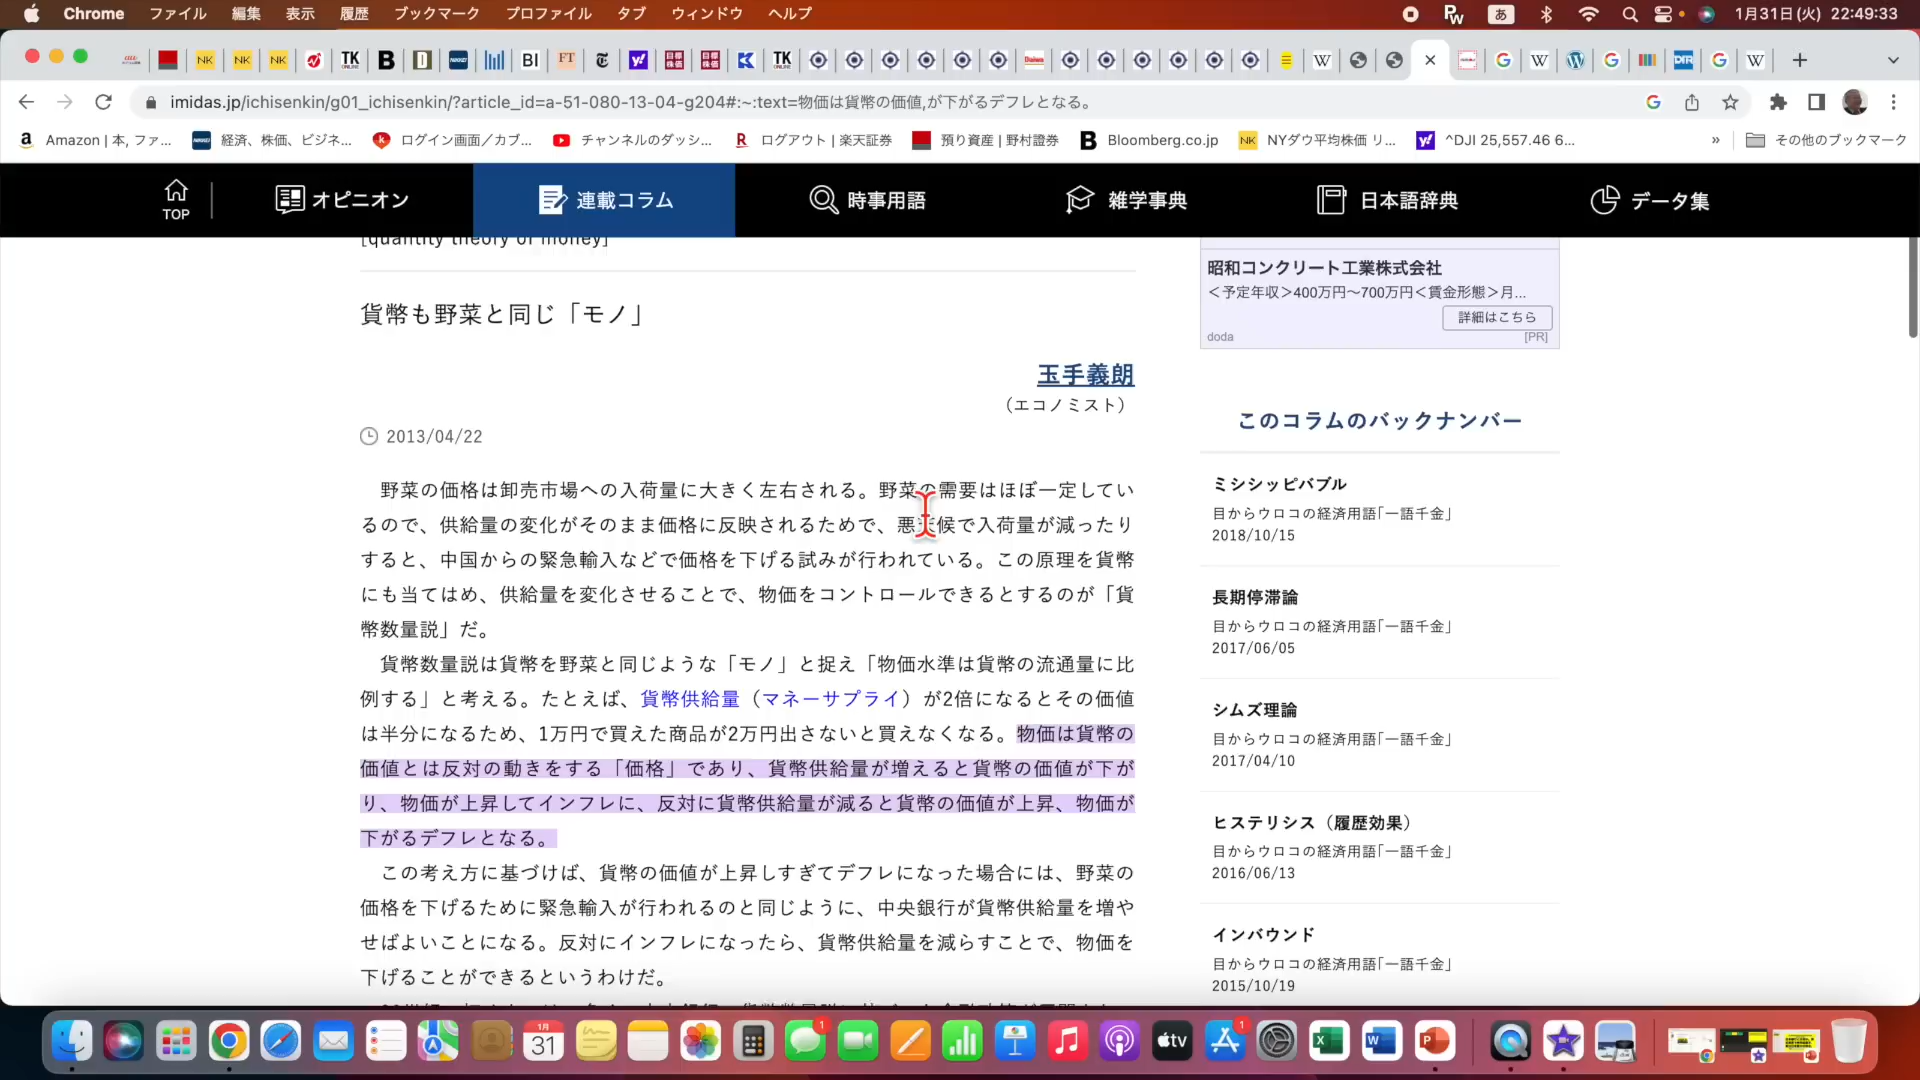 Chrome ファイル 編集 表示 履歴 ブックマーク プロファイル タブ ウィンドウ ヘルプ あ 1月31日(火) 22:49:33
imidas.jp/ichisenkin/g01_ichisenkin/?article_id=a-51-080-13-04-g204#:~:text=物価は貨幣の価値,が下がるデフレとなる。
Amazon | 本, ファ... 経済、株価、ビジネ... ログイン画面／カブ... チャンネルのダッシ... ログアウト | 楽天証券 預り資産 | 野村證券 Bloomberg.co.jp NYダウ平均株価 リ... ^DJI 25,557.46 6... » その他のブックマーク
TOP オピニオン 連載コラム 時事用語 雑学事典 日本語辞典 データ集
[quantity theory of money]
貨幣も野菜と同じ「モノ」
玉手義朗
（エコノミスト）
2013/04/22
野菜の価格は卸売市場への入荷量に大きく左右される。野菜の需要はほぼ一定してい
るので、供給量の変化がそのまま価格に反映されるためで、悪天候で入荷量が減ったり
すると、中国からの緊急輸入などで価格を下げる試みが行われている。この原理を貨幣
にも当てはめ、供給量を変化させることで、物価をコントロールできるとするのが「貨
幣数量説」だ。
貨幣数量説は貨幣を野菜と同じような「モノ」と捉え「物価水準は貨幣の流通量に比
例する」と考える。たとえば、貨幣供給量（マネーサプライ）が2倍になるとその価値
は半分になるため、1万円で買えた商品が2万円出さないと買えなくなる。物価は貨幣の
価値とは反対の動きをする「価格」であり、貨幣供給量が増えると貨幣の価値が下が
り、物価が上昇してインフレに、反対に貨幣供給量が減ると貨幣の価値が上昇、物価が
下がるデフレとなる。
この考え方に基づけば、貨幣の価値が上昇しすぎてデフレになった場合には、野菜の
価格を下げるために緊急輸入が行われるのと同じように、中央銀行が貨幣供給量を増や
せばよいことになる。反対にインフレになったら、貨幣供給量を減らすことで、物価を
下げることができるというわけだ。
昭和コンクリート工業株式会社
＜予定年収＞400万円～700万円＜賃金形態＞月...
詳細はこちら
doda [PR]
このコラムのバックナンバー
ミシシッピバブル
目からウロコの経済用語「一語千金」
2018/10/15
長期停滞論
目からウロコの経済用語「一語千金」
2017/06/05
シムズ理論
目からウロコの経済用語「一語千金」
2017/04/10
ヒステリシス（履歴効果）
目からウロコの経済用語「一語千金」
2016/06/13
インバウンド
目からウロコの経済用語「一語千金」
2015/10/19
1月
31
tv